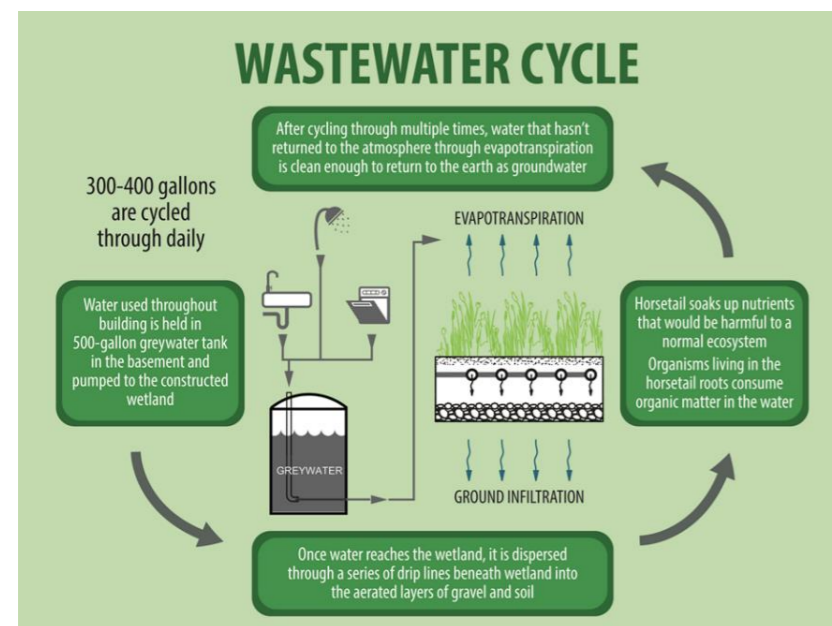 WASTEWATER CYCLE
After cycling through multiple times, water that hasn't
returned to the atmosphere through evapotranspiration
is clean enough to return to the earth as groundwater
300-400 gallons
are cycled
through daily
EVAPOTRANSPIRATION
Water used throughout
building is held in
500-gallon greywater tank
in the basement and
pumped to the constructed
wetland
Horsetail soaks up nutrients
that would be harmful to a
normal ecosystem
Organisms living in the
horsetail roots consume
organic matter in the water
GREYWATER
GROUND INFILTRATION
Once water reaches the wetland, it is dispersed
through a series of drip lines beneath wetland into
the aerated layers of gravel and soil